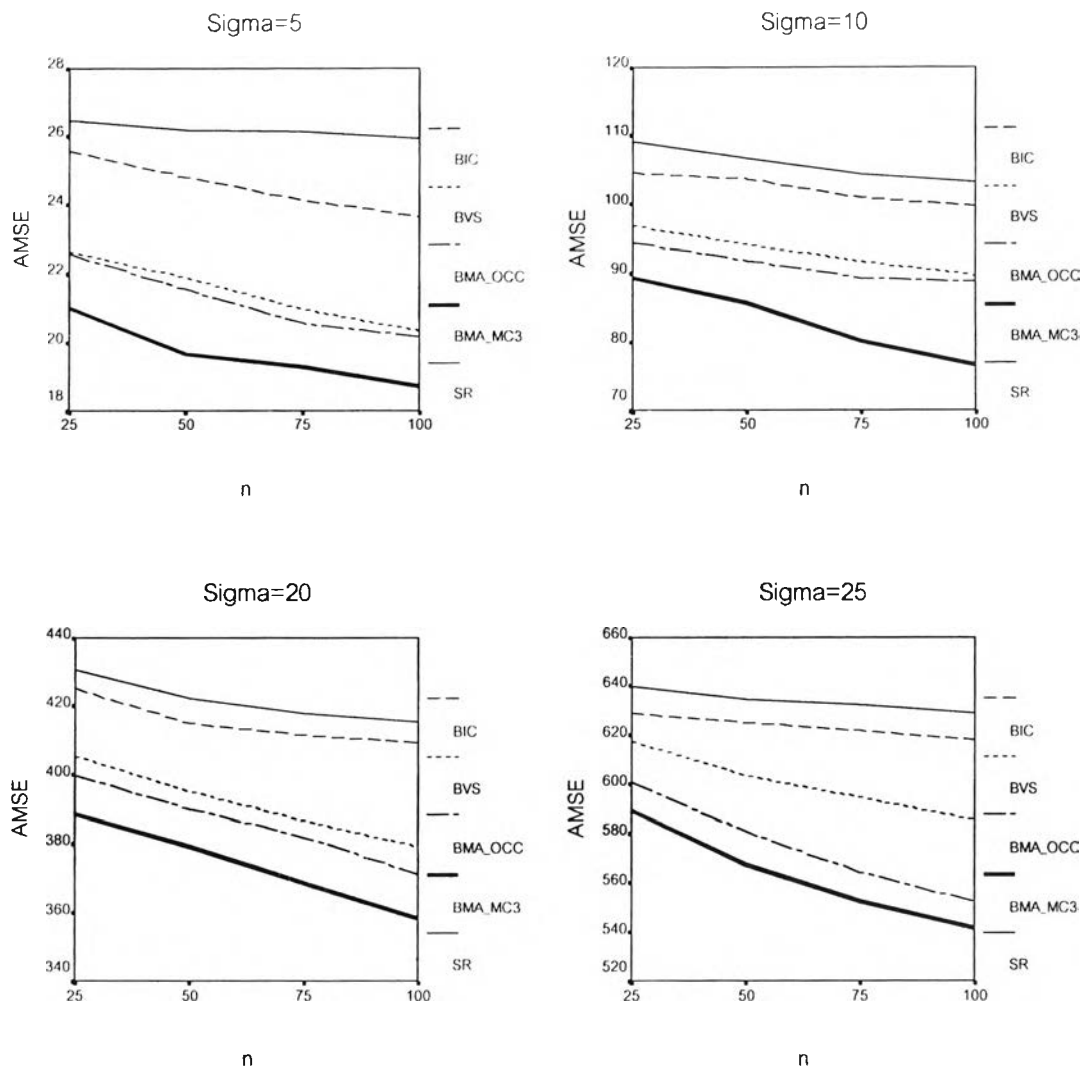 Sigma=5
28
26
24
22
20
18
AMSE
25 50 75 100
n
BIC
BVS
BMA_OCC
BMA_MC3
SR
Sigma=10
120
110
100
90
80
70
AMSE
25 50 75 100
n
BIC
BVS
BMA_OCC
BMA_MC3
SR
Sigma=20
440
420
400
380
360
340
AMSE
25 50 75 100
n
BIC
BVS
BMA_OCC
BMA_MC3
SR
Sigma=25
660
640
620
600
580
560
540
520
AMSE
25 50 75 100
n
BIC
BVS
BMA_OCC
BMA_MC3
SR